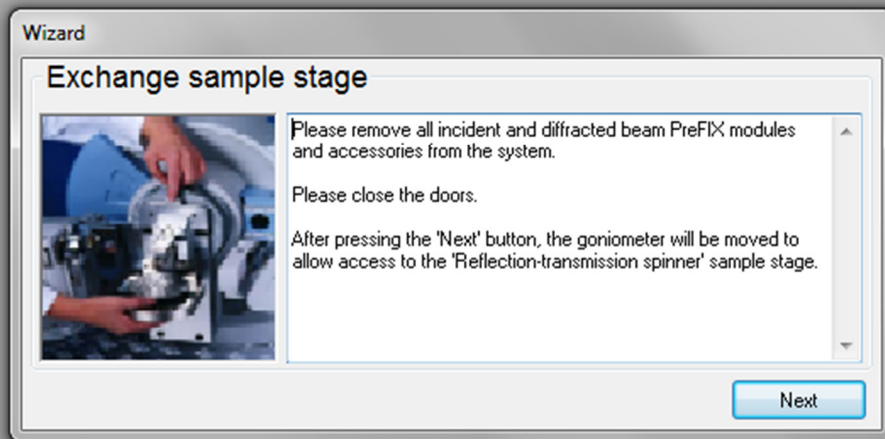 Wizard
Exchange sample stage
Please remove all incident and diffracted beam PreFIX modules
and accessories from the system.
Please close the doors.
After pressing the 'Next' button, the goniometer will be moved to
allow access to the 'Reflection-transmission spinner' sample stage.
Next